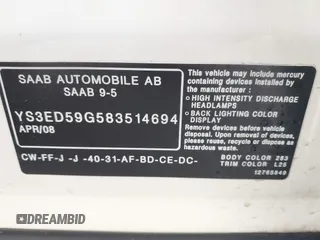 SAAB AUTOMOBILE AB
SAAB 9-5
YS3ED59G583514694
APR/08
CW-FF-J -J -40-31-AF-BD-CE-DC-
This vehicle may include mercury
containing devices installed by the
manufacturer :
• HIGH INTENSITY DISCHARGE
HEADLAMPS
• BACK LIGHTING COLOR
DISPLAY
Remove devices before
vehicle disposal.
Upon removal of devices please
reuse, recycle or dispose as
hazardous waste.
BODY COLOR 283
TRIM COLOR L25
12765843
DREAMBID